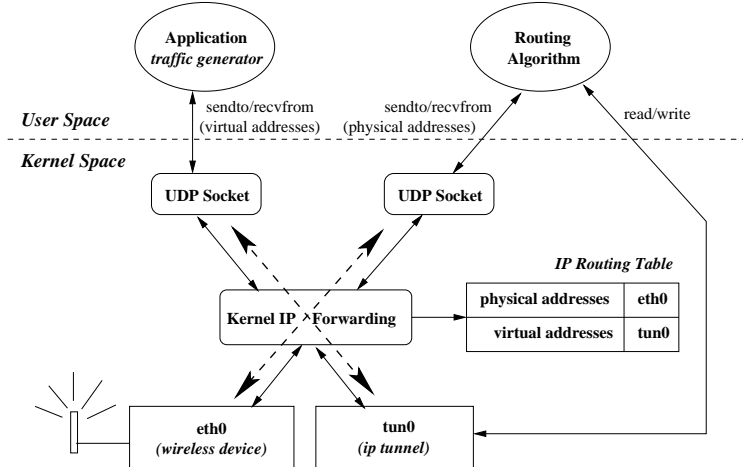 Application
traffic generator
Routing
Algorithm
sendto/recvfrom
(virtual addresses)
sendto/recvfrom
(physical addresses)
read/write
User Space
Kernel Space
UDP Socket
UDP Socket
IP Routing Table
physical addresses eth0
virtual addresses tun0
Kernel IP Forwarding
eth0
(wireless device)
tun0
(ip tunnel)